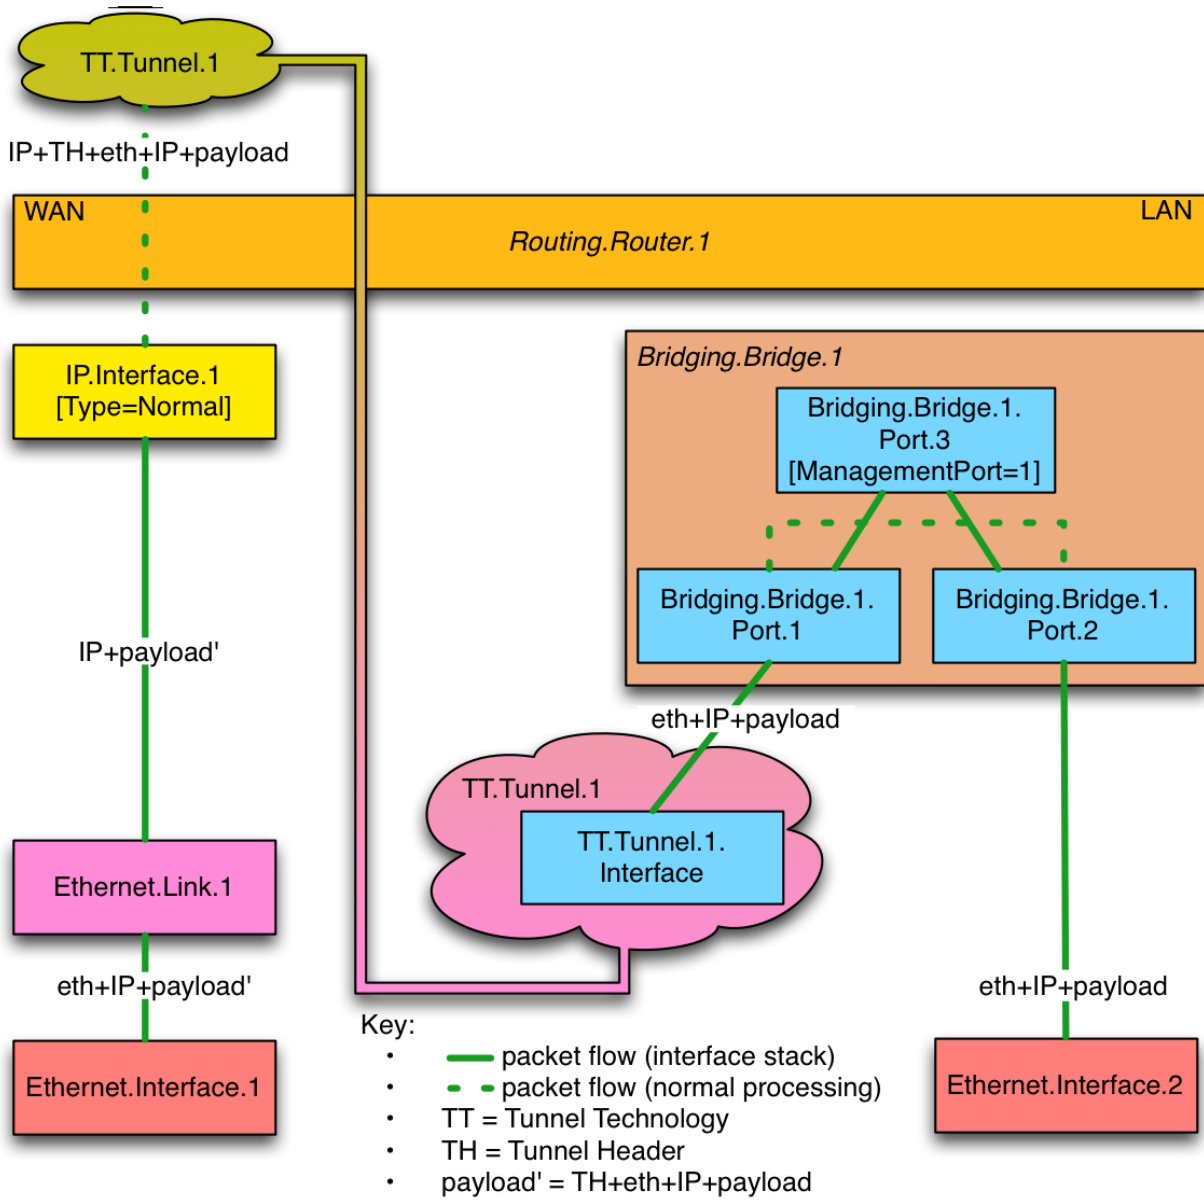 TT.Tunnel.1
IP+TH+eth+IP+payload
WAN
LAN
Routing.Router.1
IP.Interface.1
[Type=Normal]
Bridging.Bridge.1
Bridging.Bridge.1.
Port.3
[ManagementPort=1]
Bridging.Bridge.1.
Port.1
Bridging.Bridge.1.
Port.2
IP+payload'
eth+IP+payload
TT.Tunnel.1
TT.Tunnel.1.
Interface
Ethernet.Link.1
eth+IP+payload'
eth+IP+payload
Ethernet.Interface.1
Ethernet.Interface.2
Key:
• packet flow (interface stack)
• packet flow (normal processing)
• TT = Tunnel Technology
• TH = Tunnel Header
• payload' = TH+eth+IP+payload